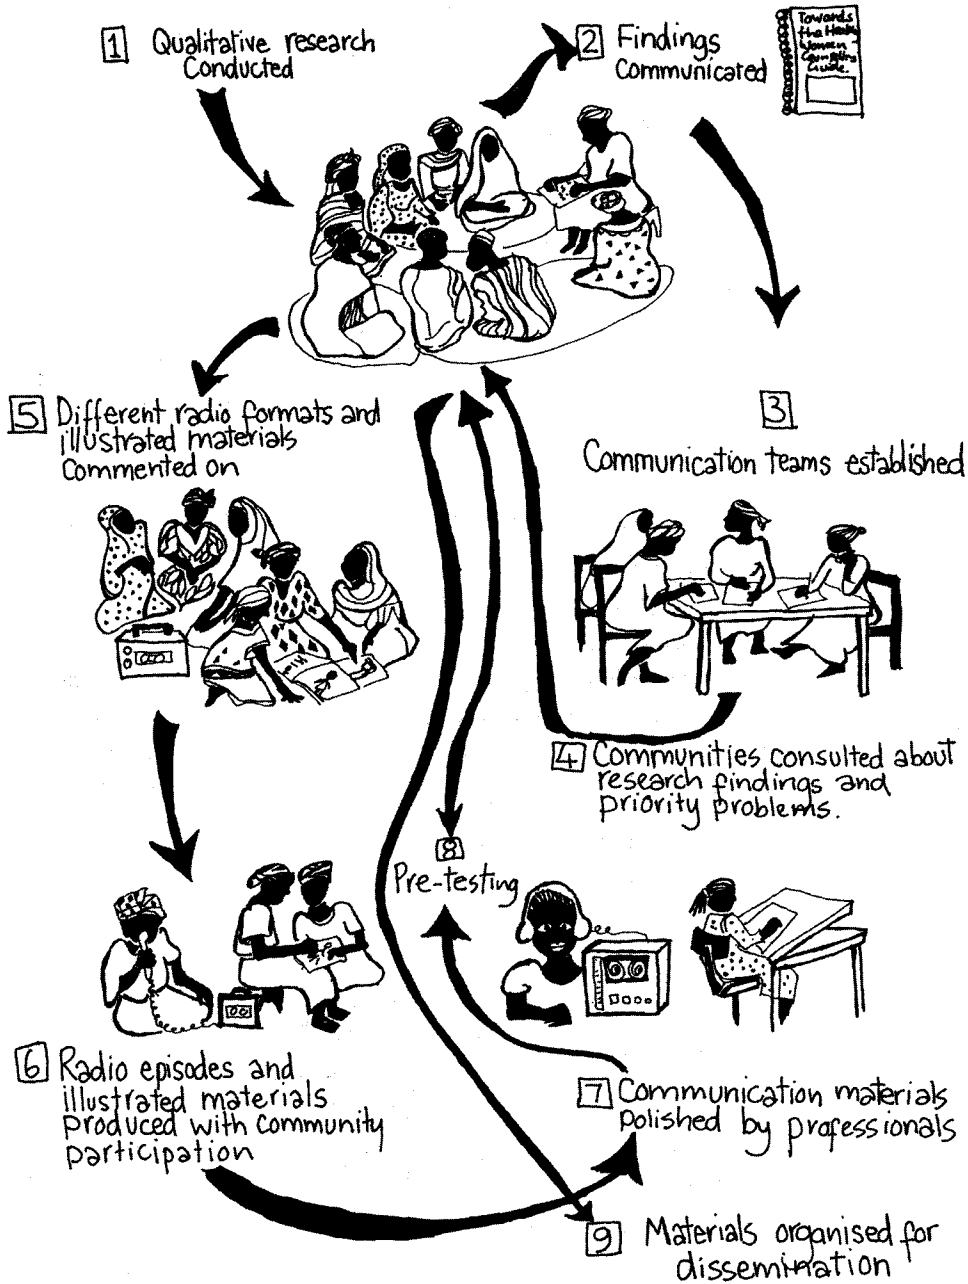 1 Qualitative research
Conducted
2 Findings
Communicated
Towards
the Healthy
Women
Counselling
Guide.
3
Communication teams established
4 Communities consulted about
research findings and
priority problems.
5 Different radio formats and
illustrated materials
Commented on
6 Radio episodes and
illustrated materials
produced with Community
participation
7 Communication materials
polished by professionals
8
Pre-testing
9 Materials organised for
dissemination